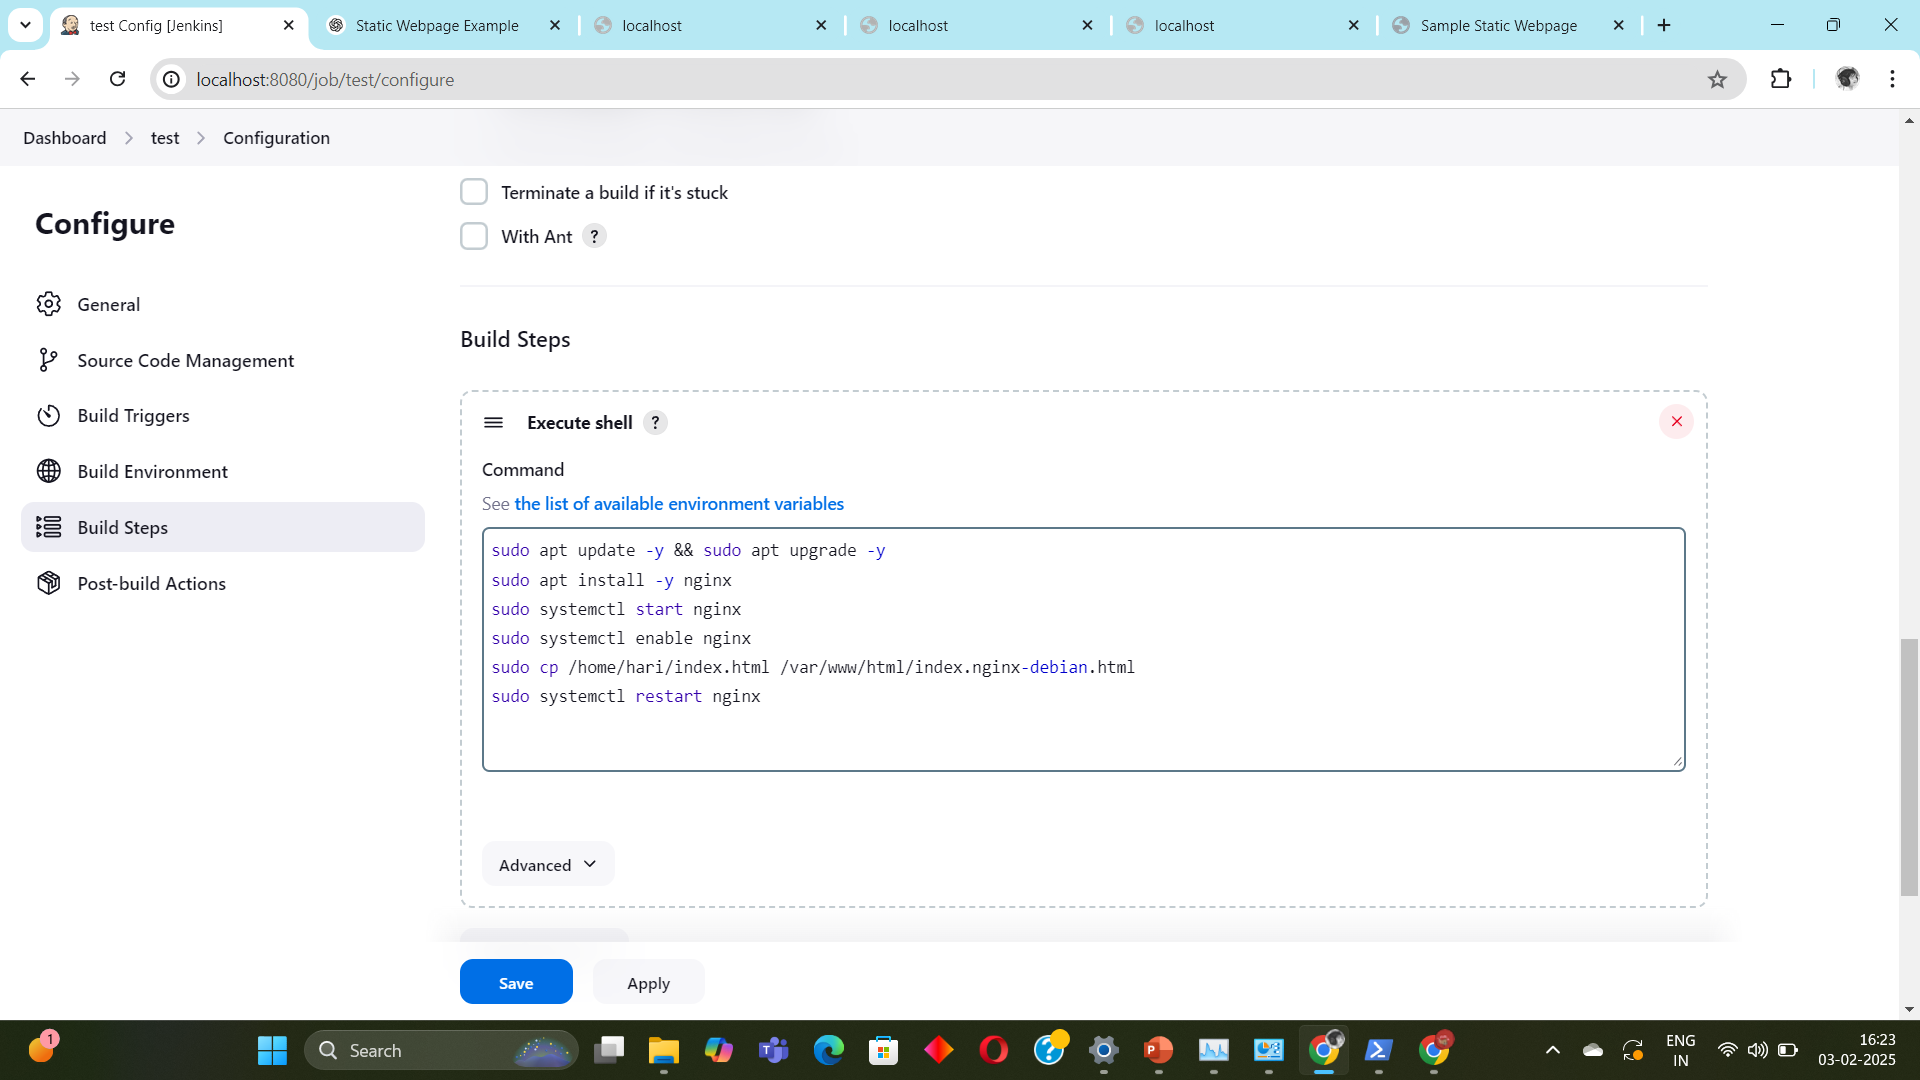 test Config [Jenkins]
Static Webpage Example
localhost
localhost
localhost
Sample Static Webpage
localhost:8080/job/test/configure
Dashboard > test > Configuration
Configure
General
Source Code Management
Build Triggers
Build Environment
Build Steps
Post-build Actions
Terminate a build if it's stuck
With Ant ?
Build Steps
Execute shell ?
Command
See the list of available environment variables
sudo apt update -y && sudo apt upgrade -y
sudo apt install -y nginx
sudo systemctl start nginx
sudo systemctl enable nginx
sudo cp /home/hari/index.html /var/www/html/index.nginx-debian.html
sudo systemctl restart nginx
Advanced
Save
Apply
1
Search
ENG
IN
16:23
03-02-2025